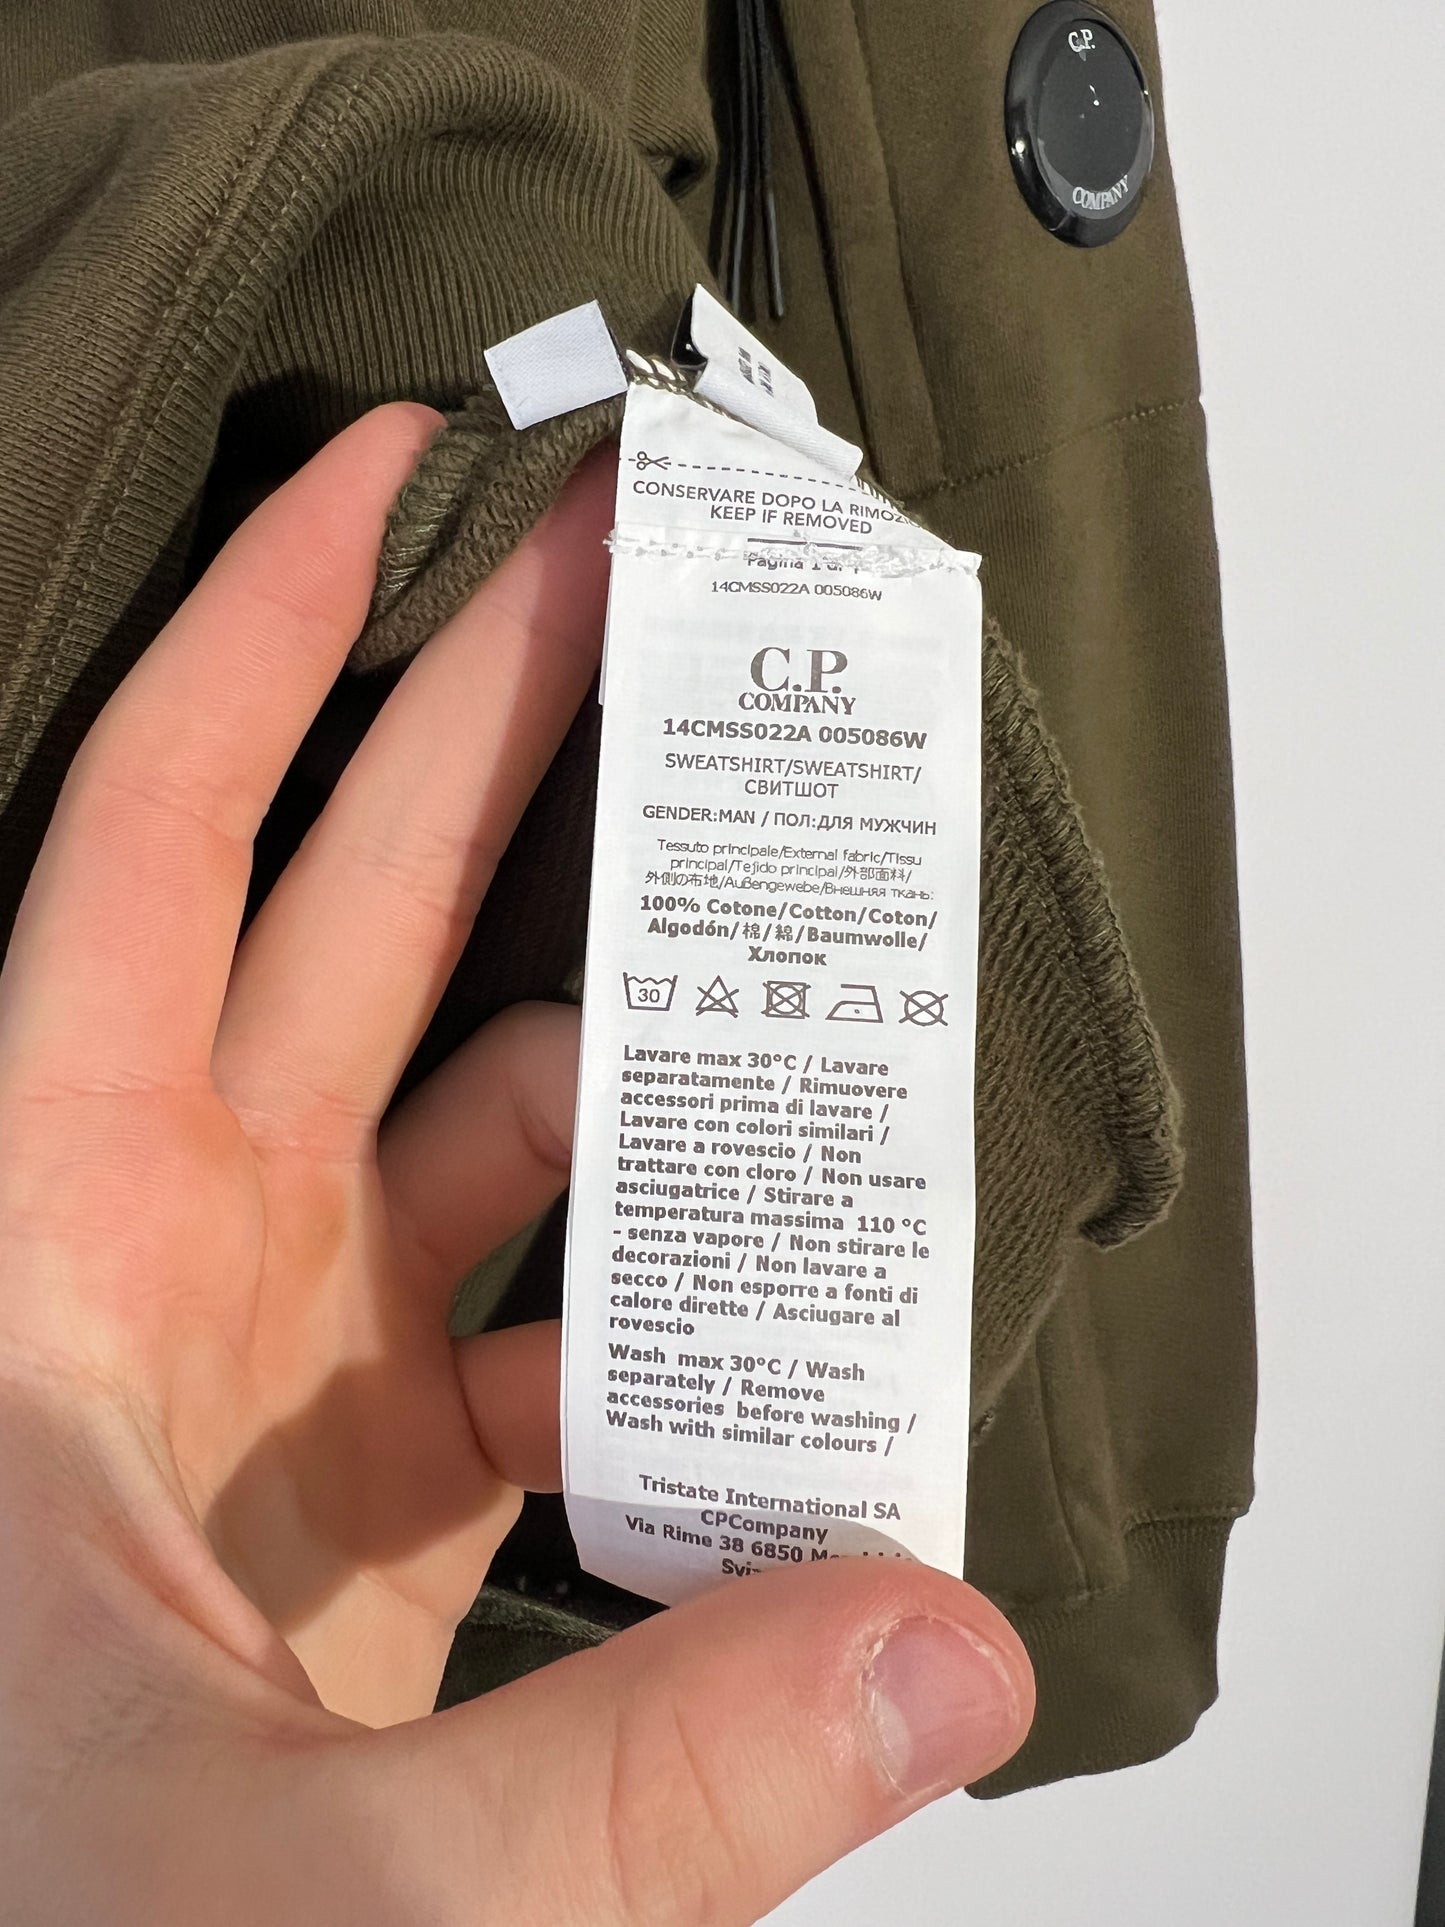 C.P.
COMPANY
CONSERVARE DOPO LA
KEEP IF REMOVED
Pagina 1
14CMSS022A 005086W
C.P.
COMPANY
14CMSS022A 005086W
SWEATSHIRT/SWEATSHIRT/
СВИТШОТ
GENDER:MAN / ПОЛ:ДЛЯ МУЖЧИН
Tessuto principale/External fabric/Tissu
principal/Tejido principal/外部面料/
外側の布地/Außengewebe/Внешняя ткань:
100% Cotone/Cotton/Coton/
Algodón/棉/綿/Baumwolle/
Хлопок
30
Lavare max 30°C / Lavare
separatamente / Rimuovere
accessori prima di lavare /
Lavare con colori similari /
Lavare a rovescio / Non
trattare con cloro / Non usare
asciugatrice / Stirare a
temperatura massima 110 °C
- senza vapore / Non stirare le
decorazioni / Non lavare a
secco / Non esporre a fonti di
calore dirette / Asciugare al
rovescio
Wash max 30°C / Wash
separately / Remove
accessories before washing /
Wash with similar colours /
Tristate International SA
CPCompany
Via Rime 38 6850